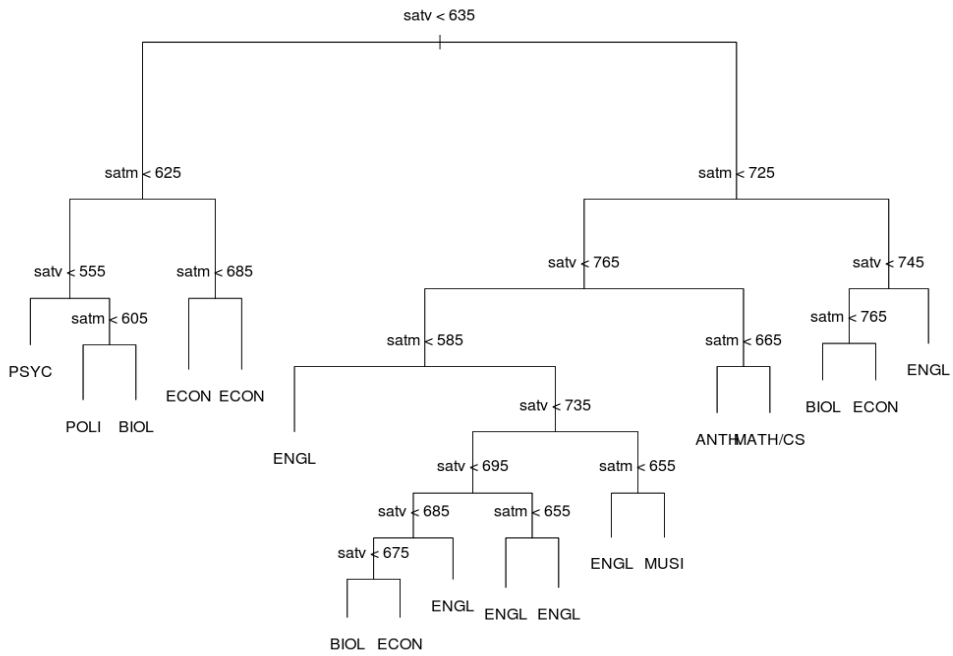 satv < 635
satm < 625
satm < 725
satv < 765
satv < 745
satv < 555
satm < 685
satm < 605
satm < 765
satm < 585
satm < 665
PSYC
ENGL
ECON ECON
BIOL ECON
satv < 735
POLI BIOL
ANTH MATH/CS
ENGL
satv < 695
satm < 655
satv < 685
satm < 655
satv < 675
ENGL MUSI
ENGL
ENGL ENGL
BIOL ECON